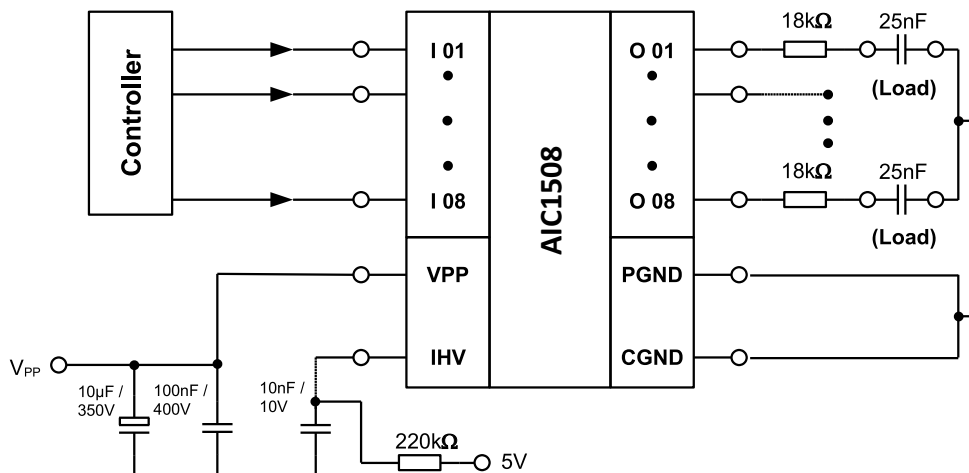 Controller
I 01
I 08
VPP
IHV
AIC1508
O 01
O 08
PGND
CGND
18kΩ
25nF
(Load)
18kΩ
25nF
(Load)
VPP
10µF /
350V
100nF /
400V
10nF /
10V
220kΩ
5V